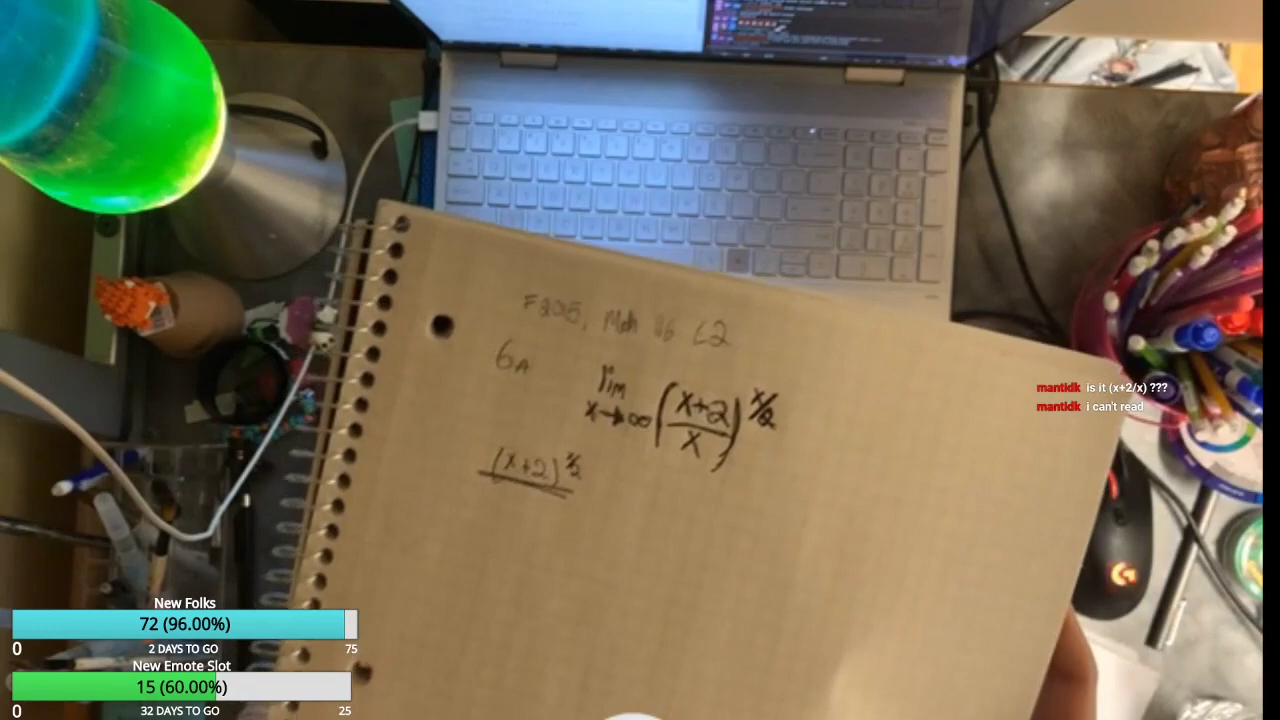 F2015, Math 116 C2
6A
lim
x→∞ (x+2/x)^x/2
(x+2)^x/2
mantidk is it (x+2/x) ???
mantidk i can't read
New Folks
72 (96.00%)
0 2 DAYS TO GO 75
New Emote Slot
15 (60.00%)
0 32 DAYS TO GO 25